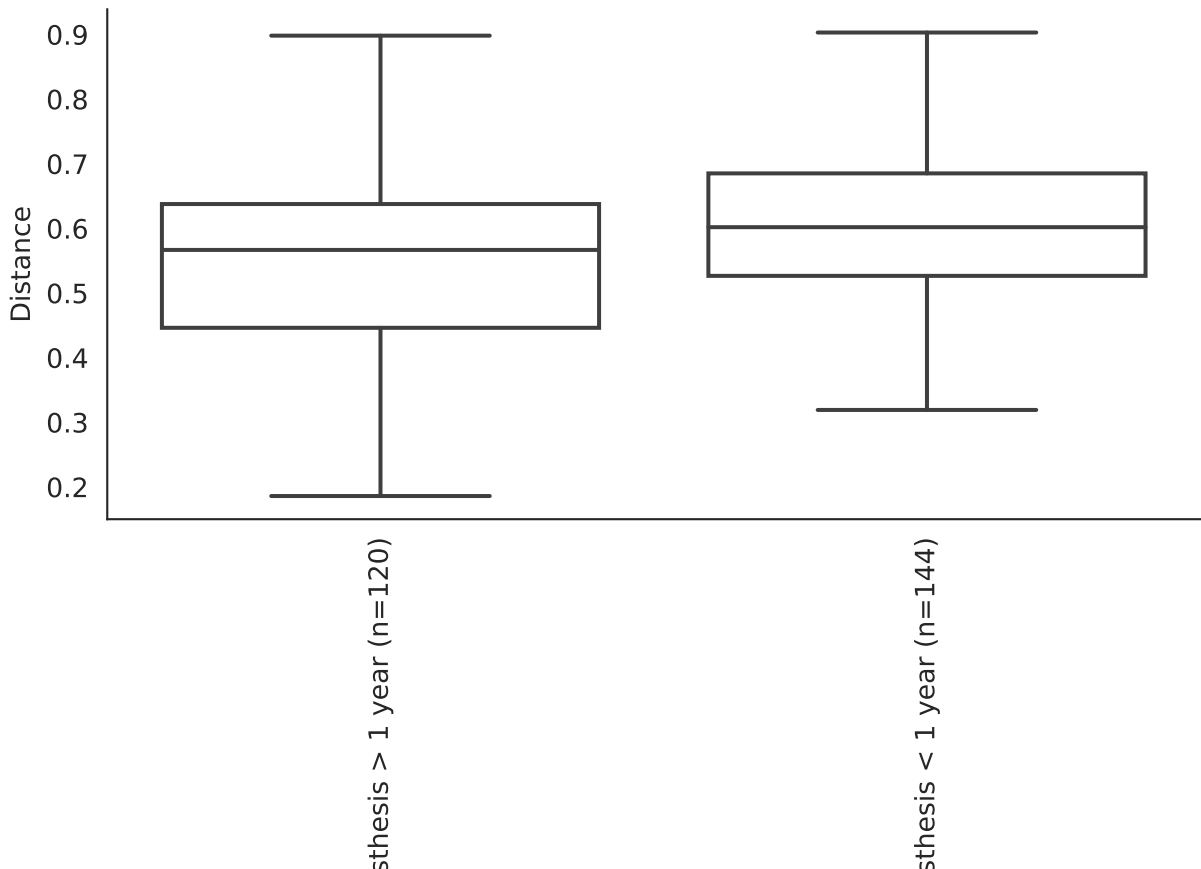 0.9
0.8
0.7
0.6
0.5
0.4
0.3
0.2
Distance
sthesis > 1 year (n=120)
sthesis < 1 year (n=144)